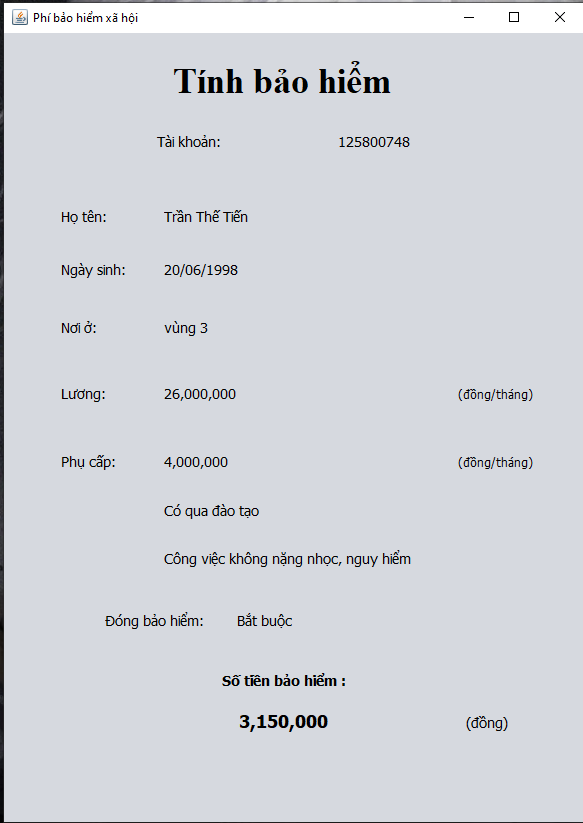 Phí bảo hiểm xã hội
Tính bảo hiểm
Tài khoản: 125800748
Họ tên: Trần Thế Tiến
Ngày sinh: 20/06/1998
Nơi ở: vùng 3
Lương: 26,000,000 (đồng/tháng)
Phụ cấp: 4,000,000 (đồng/tháng)
Có qua đào tạo
Công việc không nặng nhọc, nguy hiểm
Đóng bảo hiểm: Bắt buộc
Số tiền bảo hiểm :
3,150,000 (đồng)